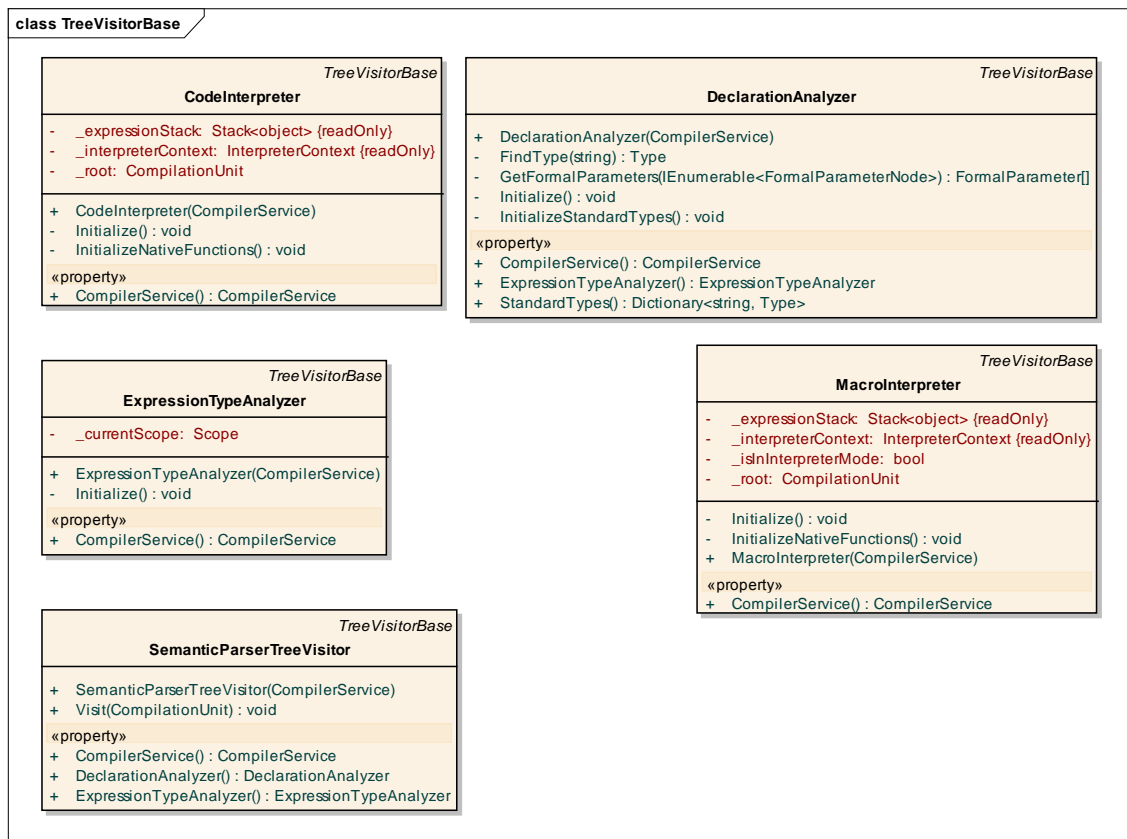 class TreeVisitorBase
TreeVisitorBase
CodeInterpreter
- _expressionStack: Stack<object> {readOnly}
- _interpreterContext: InterpreterContext {readOnly}
- _root: CompilationUnit
+ CodeInterpreter(CompilerService)
- Initialize() : void
- InitializeNativeFunctions() : void
«property»
+ CompilerService() : CompilerService
TreeVisitorBase
DeclarationAnalyzer
+ DeclarationAnalyzer(CompilerService)
- FindType(string) : Type
- GetFormalParameters(IEnumerable<FormalParameterNode>) : FormalParameter[]
- Initialize() : void
- InitializeStandardTypes() : void
«property»
+ CompilerService() : CompilerService
+ ExpressionTypeAnalyzer() : ExpressionTypeAnalyzer
+ StandardTypes() : Dictionary<string, Type>
TreeVisitorBase
ExpressionTypeAnalyzer
- _currentScope: Scope
+ ExpressionTypeAnalyzer(CompilerService)
- Initialize() : void
«property»
+ CompilerService() : CompilerService
TreeVisitorBase
MacroInterpreter
- _expressionStack: Stack<object> {readOnly}
- _interpreterContext: InterpreterContext {readOnly}
- _isInInterpreterMode: bool
- _root: CompilationUnit
- Initialize() : void
- InitializeNativeFunctions() : void
+ MacroInterpreter(CompilerService)
«property»
+ CompilerService() : CompilerService
TreeVisitorBase
SemanticParserTreeVisitor
+ SemanticParserTreeVisitor(CompilerService)
+ Visit(CompilationUnit) : void
«property»
+ CompilerService() : CompilerService
+ DeclarationAnalyzer() : DeclarationAnalyzer
+ ExpressionTypeAnalyzer() : ExpressionTypeAnalyzer